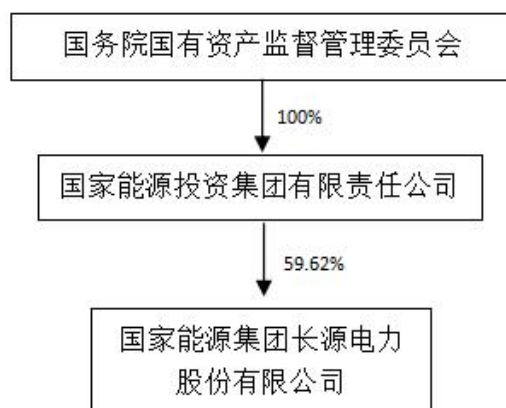 国务院国有资产监督管理委员会
100%
国家能源投资集团有限责任公司
59.62%
国家能源集团长源电力
股份有限公司